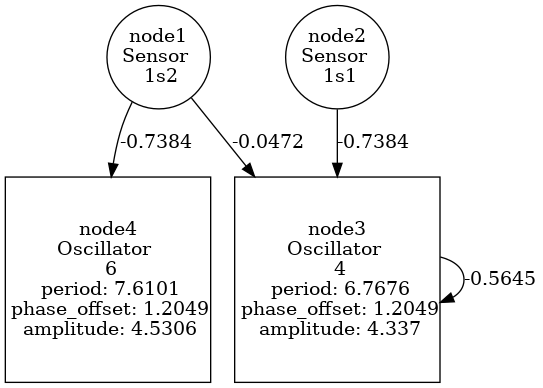 node1
Sensor
1s2
node2
Sensor
1s1
-0.7384
-0.0472
-0.7384
node4
Oscillator
6
period: 7.6101
phase_offset: 1.2049
amplitude: 4.5306
node3
Oscillator
4
period: 6.7676
phase_offset: 1.2049
amplitude: 4.337
-0.5645